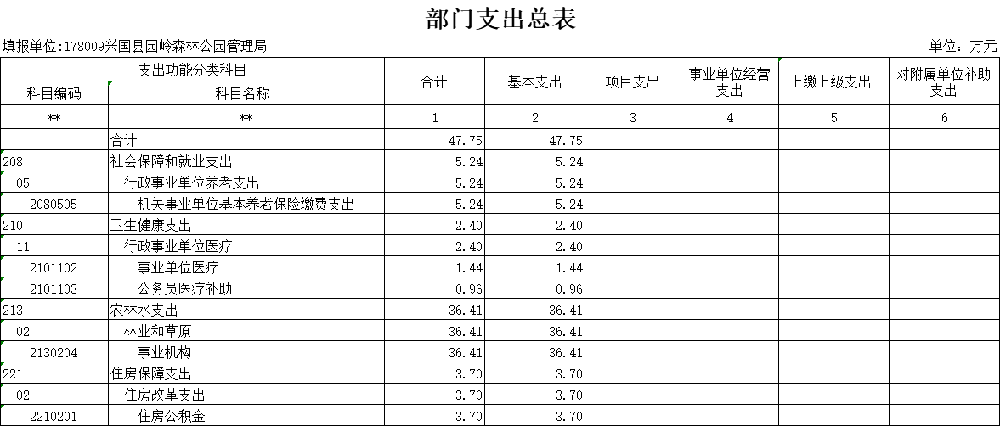 部门支出总表
填报单位:178009兴国县园岭森林公园管理局 单位：万元
支出功能分类科目 合计 基本支出 项目支出 事业单位经营支出 上缴上级支出 对附属单位补助支出
科目编码 科目名称
** ** 1 2 3 4 5 6
合计 47.75 47.75
208 社会保障和就业支出 5.24 5.24
05 行政事业单位养老支出 5.24 5.24
2080505 机关事业单位基本养老保险缴费支出 5.24 5.24
210 卫生健康支出 2.40 2.40
11 行政事业单位医疗 2.40 2.40
2101102 事业单位医疗 1.44 1.44
2101103 公务员医疗补助 0.96 0.96
213 农林水支出 36.41 36.41
02 林业和草原 36.41 36.41
2130204 事业机构 36.41 36.41
221 住房保障支出 3.70 3.70
02 住房改革支出 3.70 3.70
2210201 住房公积金 3.70 3.70